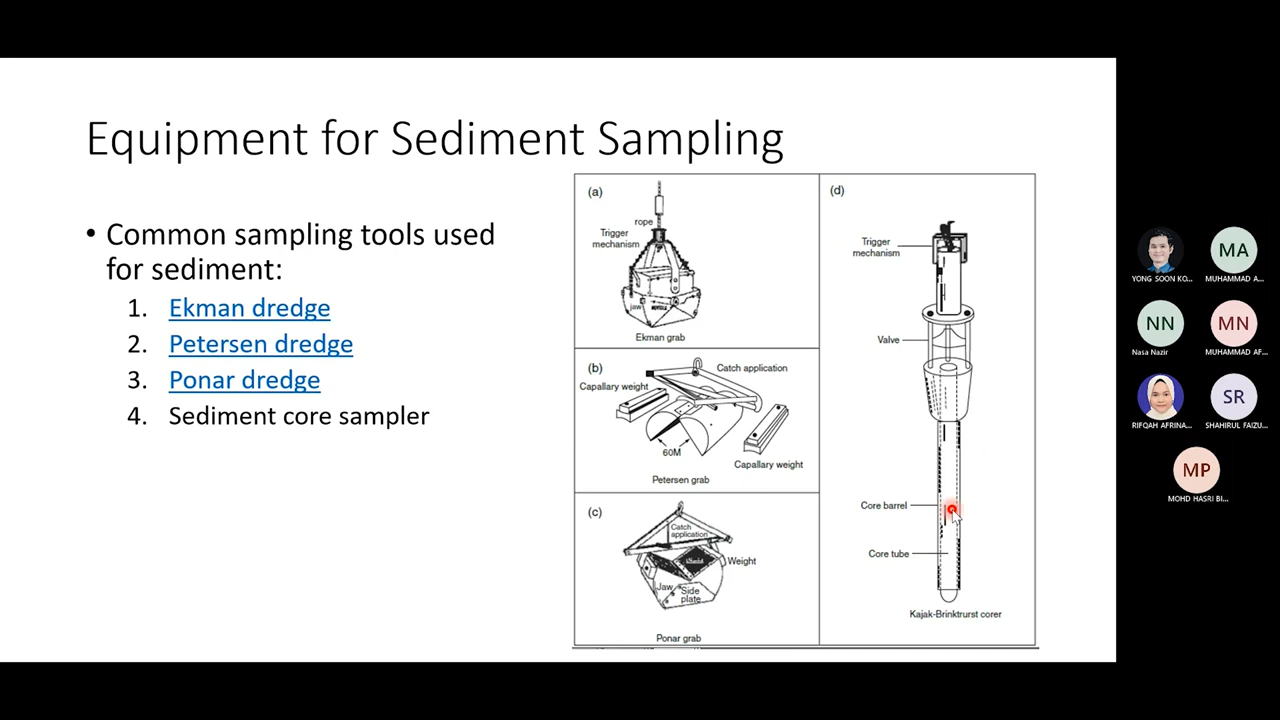 Equipment for Sediment Sampling
• Common sampling tools used
for sediment:
1. Ekman dredge
2. Petersen dredge
3. Ponar dredge
4. Sediment core sampler
(a)
rope
Trigger
mechanism
jaw
Ekman grab
(b)
Catch application
Capallary weight
60M
Capallary weight
Petersen grab
(c)
Catch
application
Weight
Jaw
Side
plate
Ponar grab
(d)
Trigger
mechanism
Valve
Core barrel
Core tube
Kajak-Brinktrurst corer
YONG SOON KO...
MA
MUHAMMAD A...
NN
Nasa Nazir
MN
MUHAMMAD AF...
RIFQAH AFRINA...
SR
SHAHIRUL FAIZU...
MP
MOHD HASRI BI...